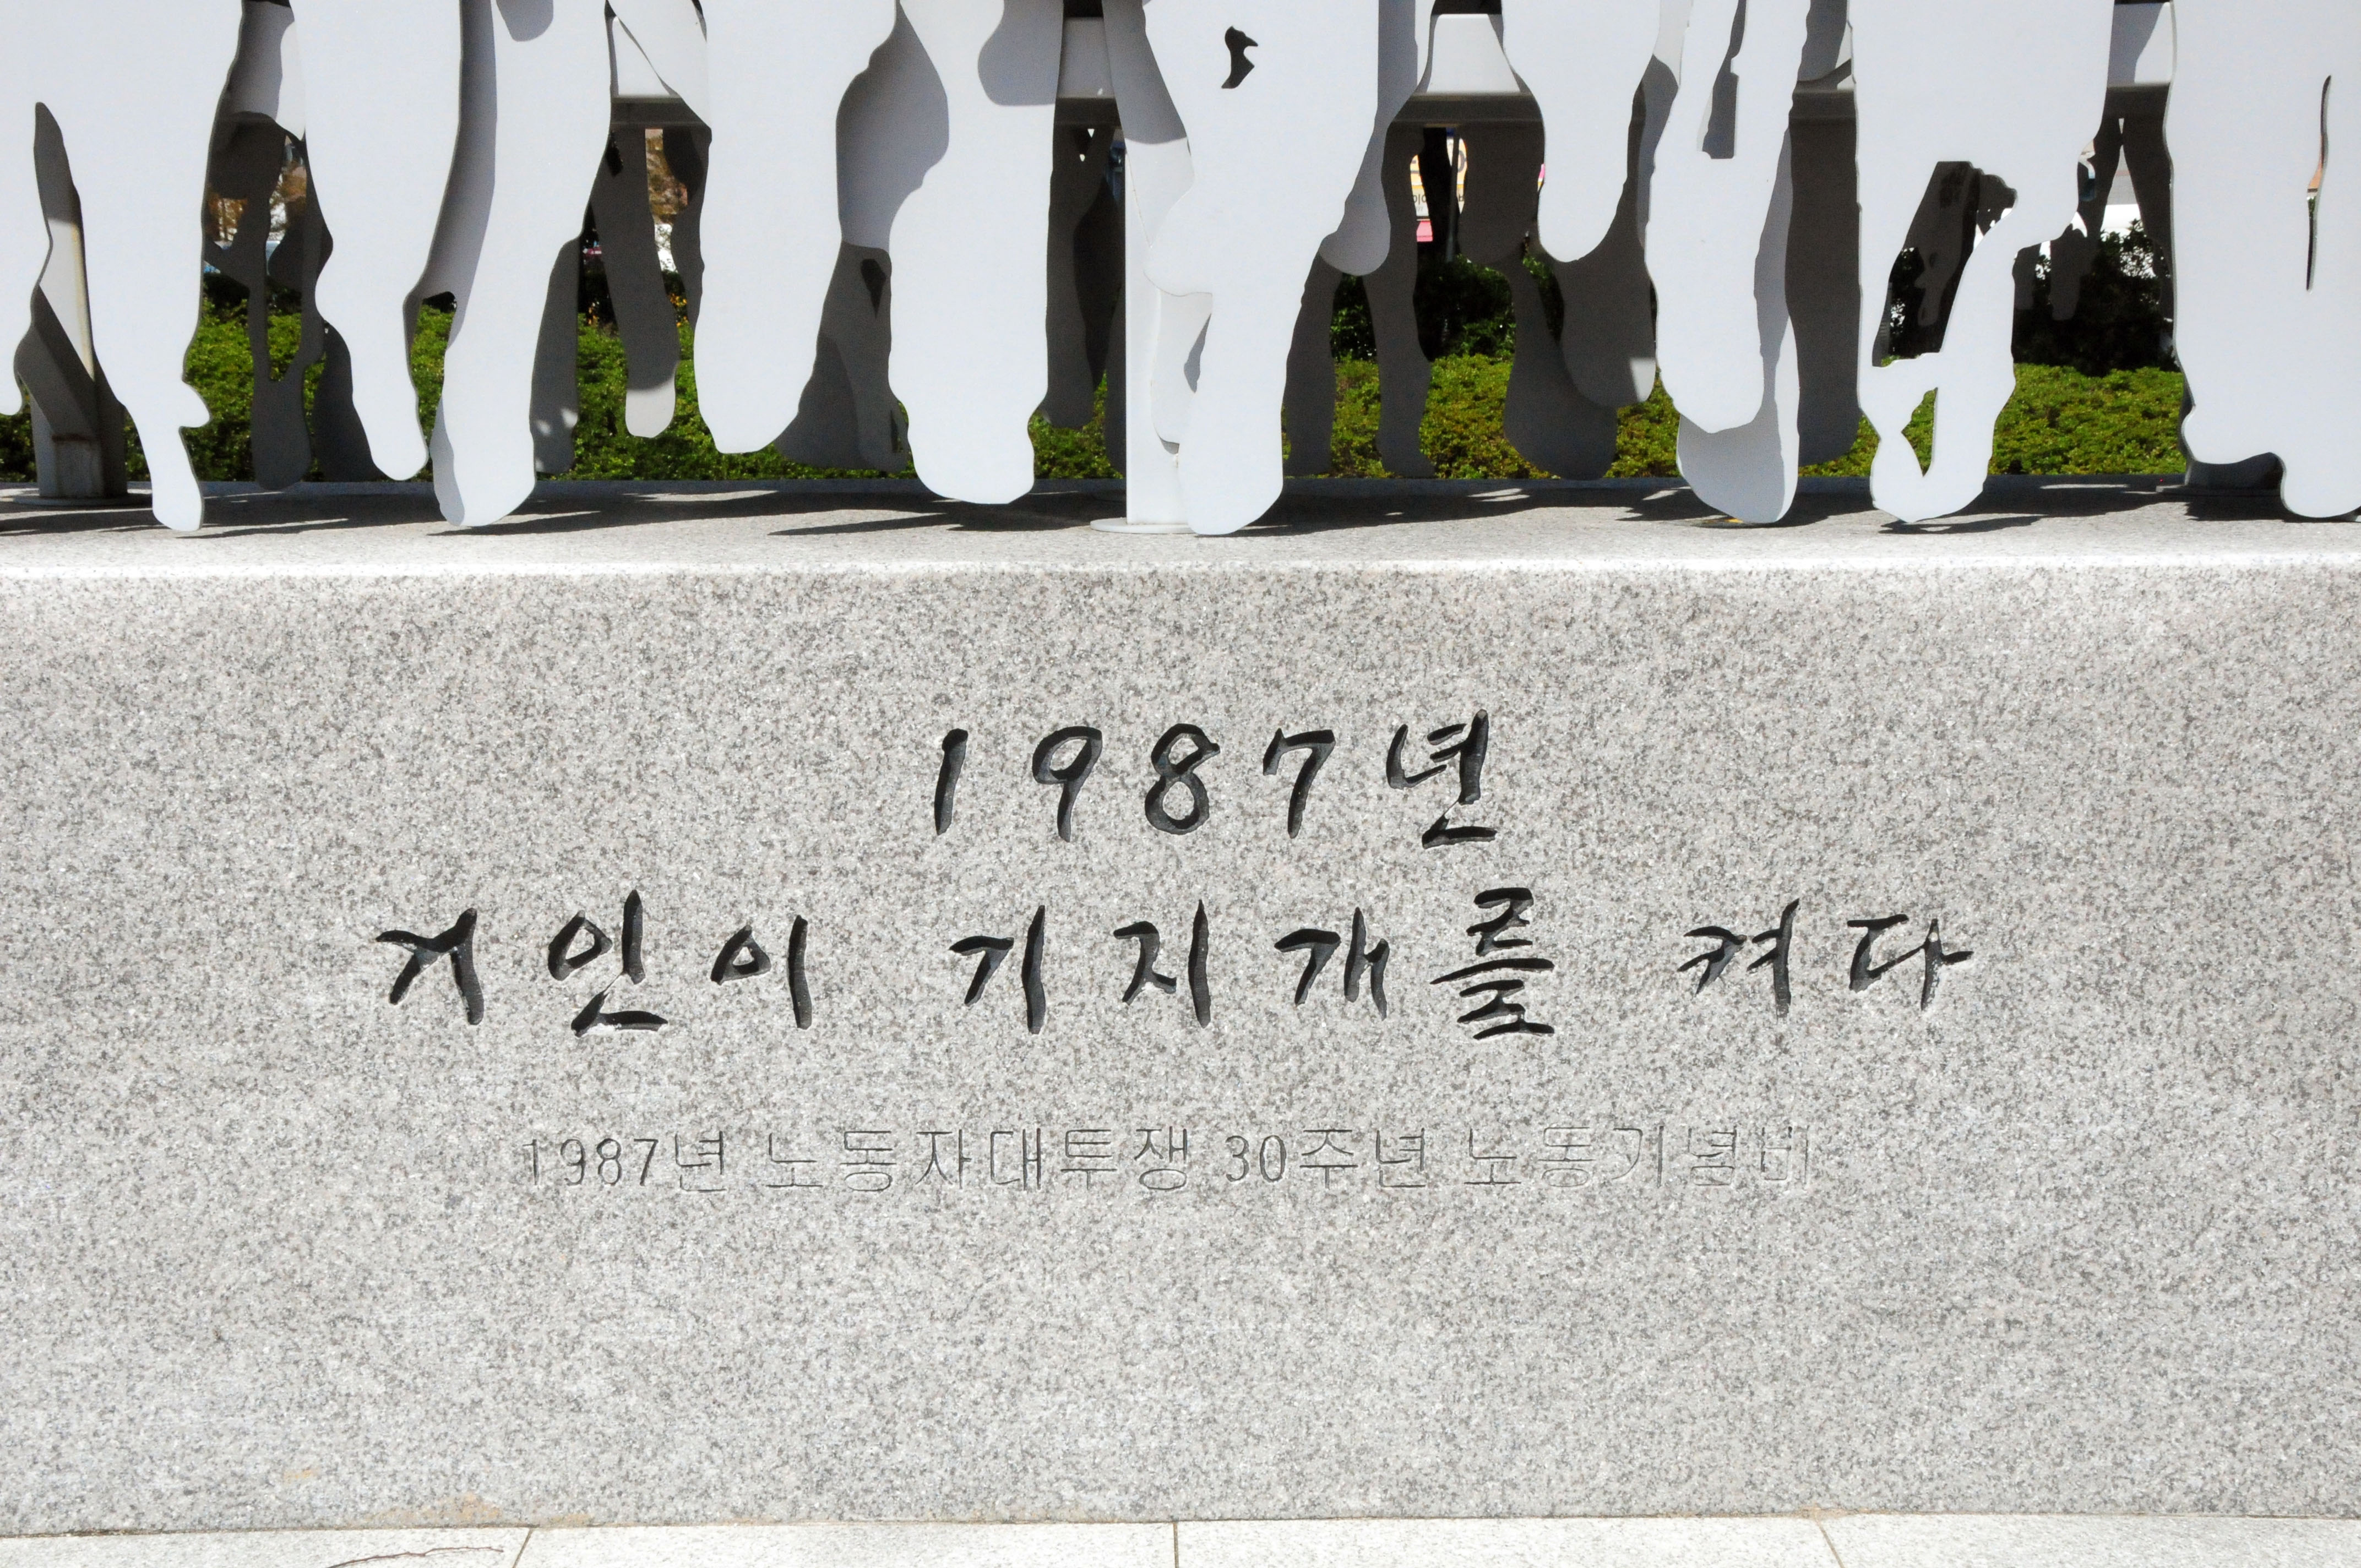 1987년
거인이 기지개를 켜다
1987년 노동자대투쟁 30주년 노동기념비